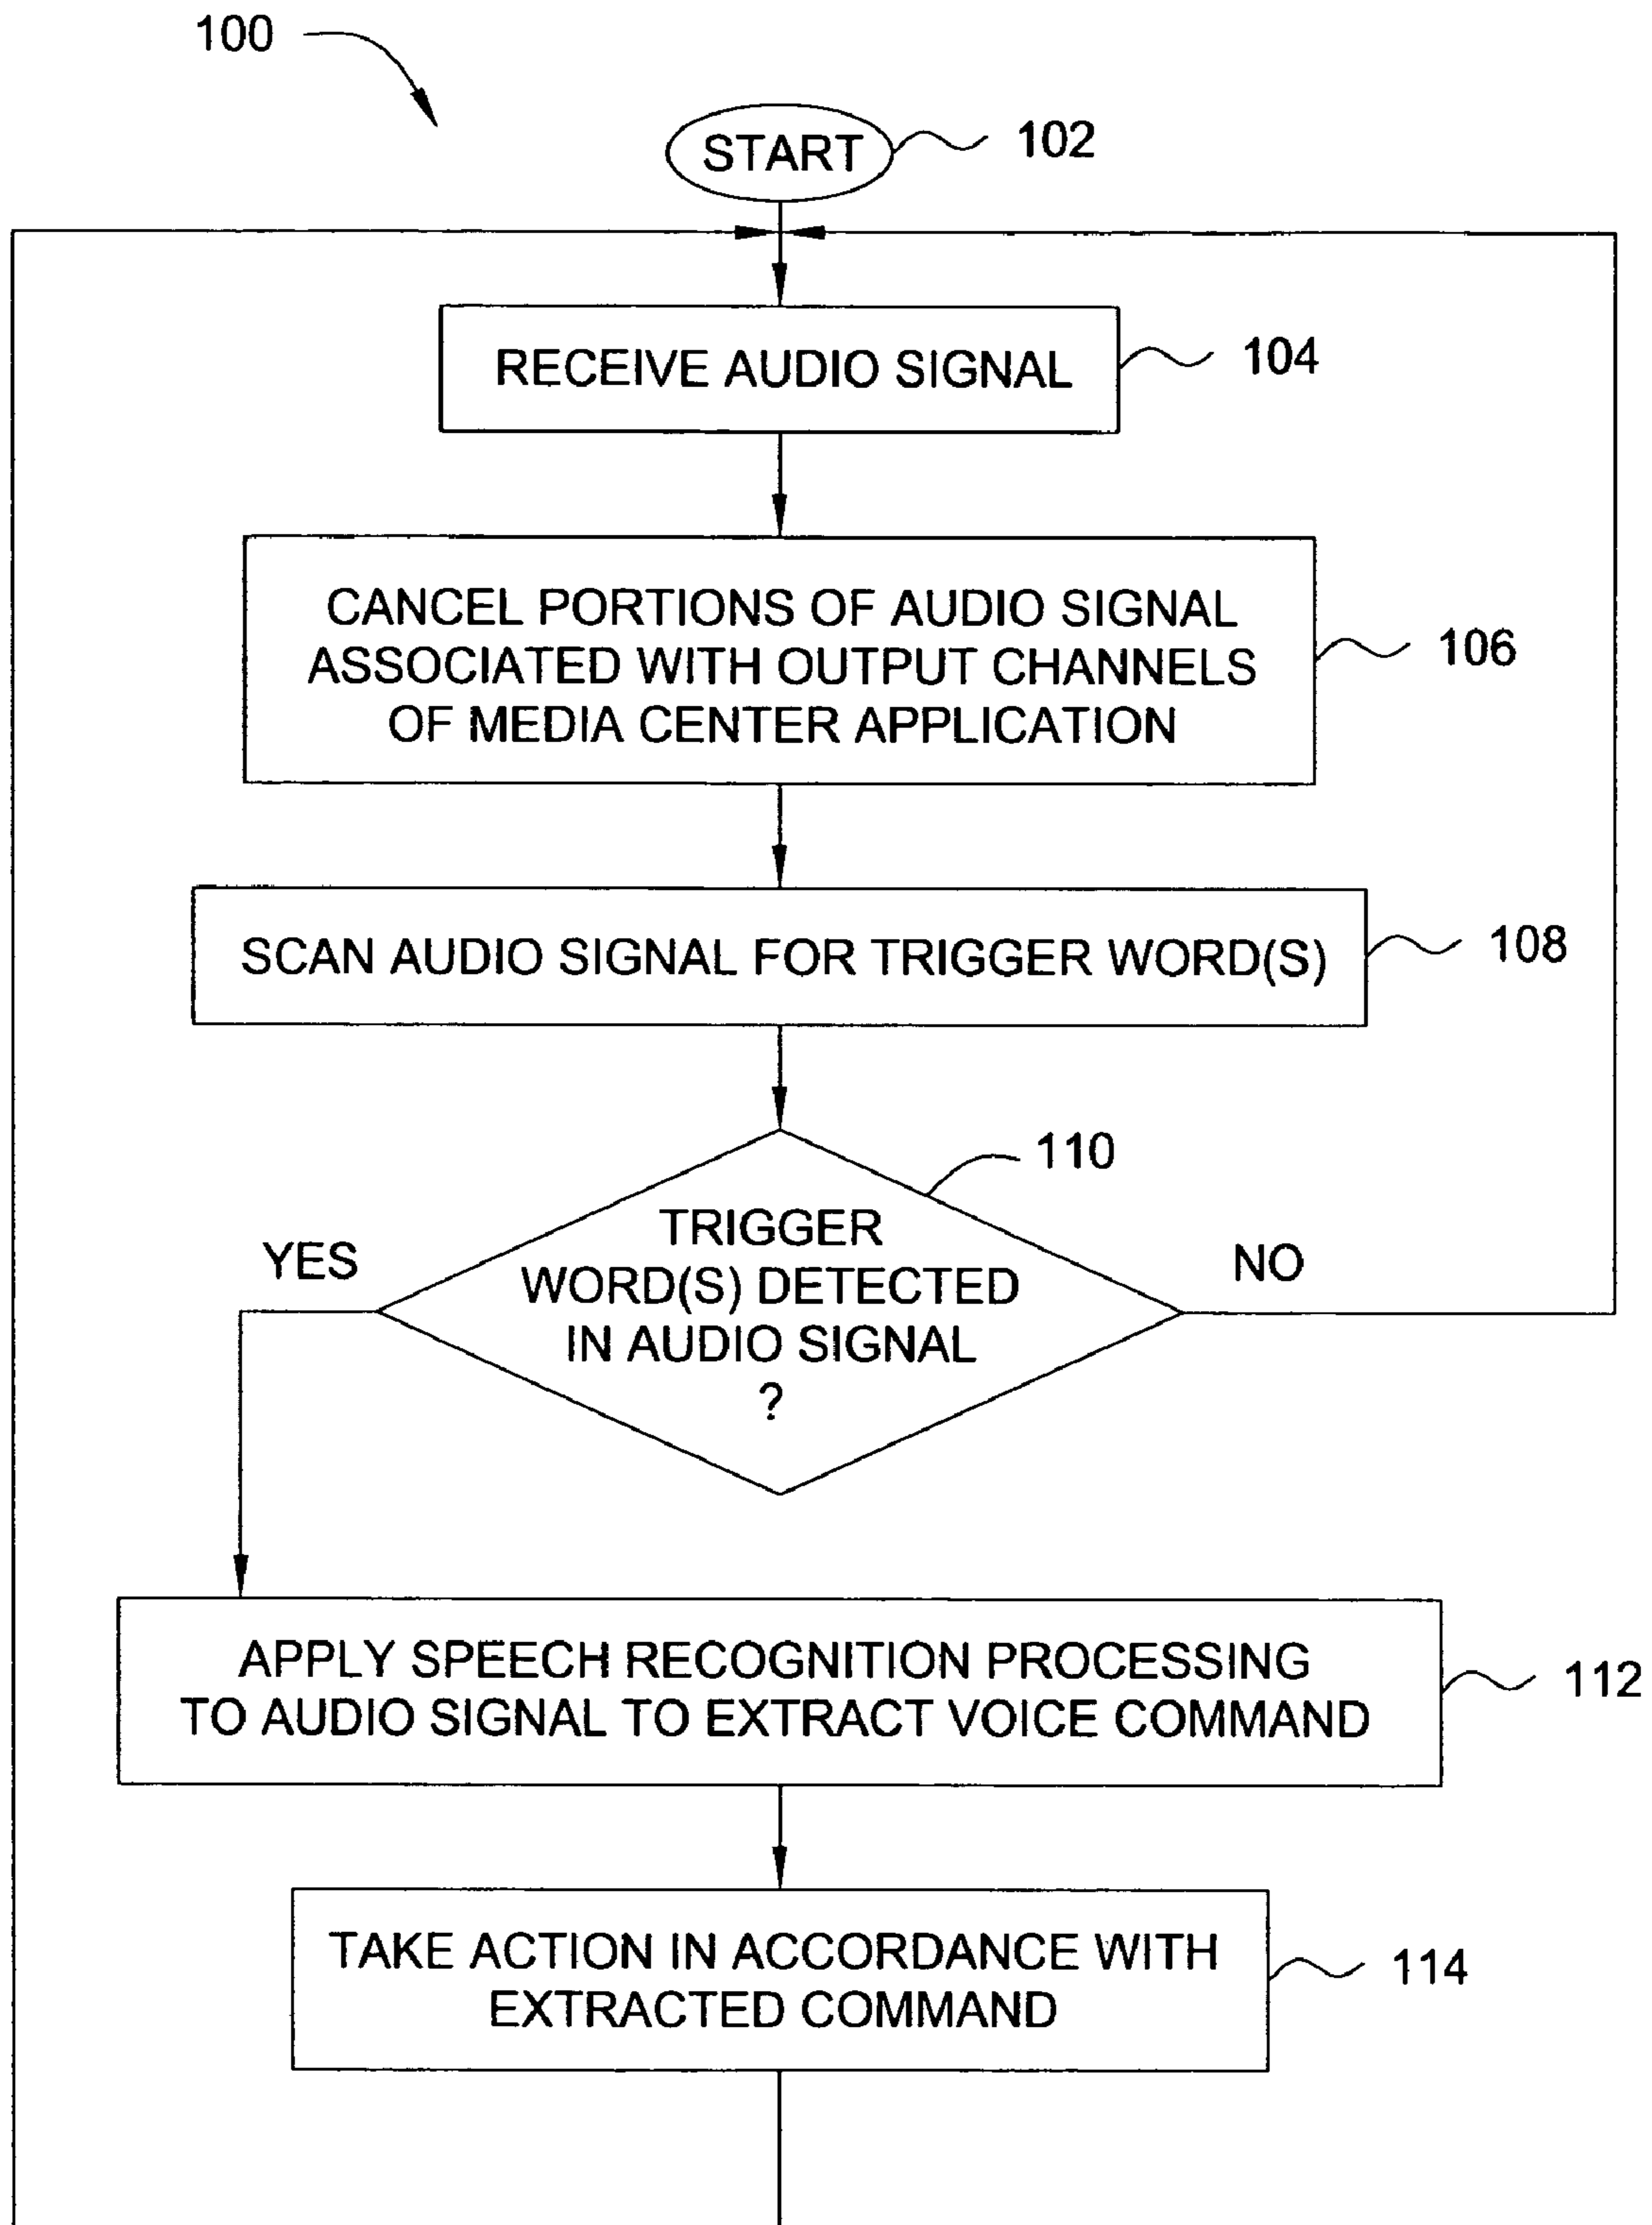 100
START
102
RECEIVE AUDIO SIGNAL
104
CANCEL PORTIONS OF AUDIO SIGNAL
ASSOCIATED WITH OUTPUT CHANNELS
OF MEDIA CENTER APPLICATION
106
SCAN AUDIO SIGNAL FOR TRIGGER WORD(S)
108
110
TRIGGER
WORD(S) DETECTED
IN AUDIO SIGNAL
?
YES
NO
APPLY SPEECH RECOGNITION PROCESSING
TO AUDIO SIGNAL TO EXTRACT VOICE COMMAND
112
TAKE ACTION IN ACCORDANCE WITH
EXTRACTED COMMAND
114